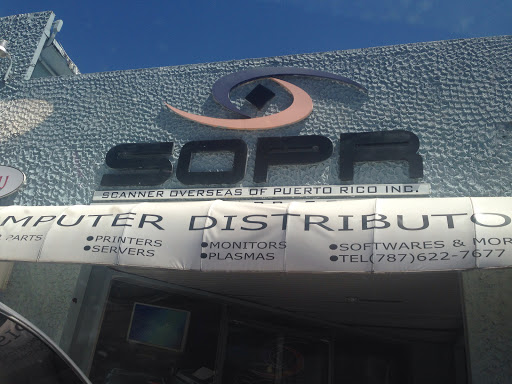 SOPR
SCANNER OVERSEAS OF PUERTO RICO INC.
OMPUTER DISTRIBUTO
PARTS
•PRINTERS
•SERVERS
•MONITORS
•PLASMAS
•SOFTWARES & MOR
•TEL(787)622-7677